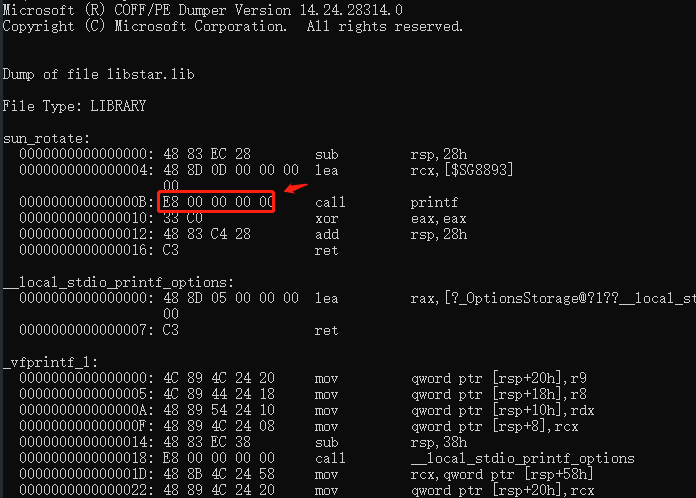 Microsoft (R) COFF/PE Dumper Version 14.24.28314.0
Copyright (C) Microsoft Corporation.  All rights reserved.
Dump of file libstar.lib
File Type: LIBRARY
sun_rotate:
  0000000000000000: 48 83 EC 28        sub         rsp,28h
  0000000000000004: 48 8D 0D 00 00 00  lea         rcx,[$SG8893]
                    00
  000000000000000B: E8 00 00 00 00     call        printf
  0000000000000010: 33 C0              xor         eax,eax
  0000000000000012: 48 83 C4 28        add         rsp,28h
  0000000000000016: C3                 ret
__local_stdio_printf_options:
  0000000000000000: 48 8D 05 00 00 00  lea         rax,[?_OptionsStorage@?1??__local_st
                    00
  0000000000000007: C3                 ret
_vfprintf_l:
  0000000000000000: 4C 89 4C 24 20     mov         qword ptr [rsp+20h],r9
  0000000000000005: 4C 89 44 24 18     mov         qword ptr [rsp+18h],r8
  000000000000000A: 48 89 54 24 10     mov         qword ptr [rsp+10h],rdx
  000000000000000F: 48 89 4C 24 08     mov         qword ptr [rsp+8],rcx
  0000000000000014: 48 83 EC 38        sub         rsp,38h
  0000000000000018: E8 00 00 00 00     call        __local_stdio_printf_options
  000000000000001D: 48 8B 4C 24 58     mov         rcx,qword ptr [rsp+58h]
  0000000000000022: 48 89 4C 24 20     mov         qword ptr [rsp+20h],rcx